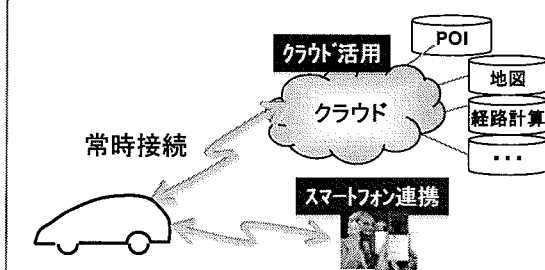 POI
クラウド活用
地図
クラウド
経路計算
・・・
常時接続
スマートフォン連携